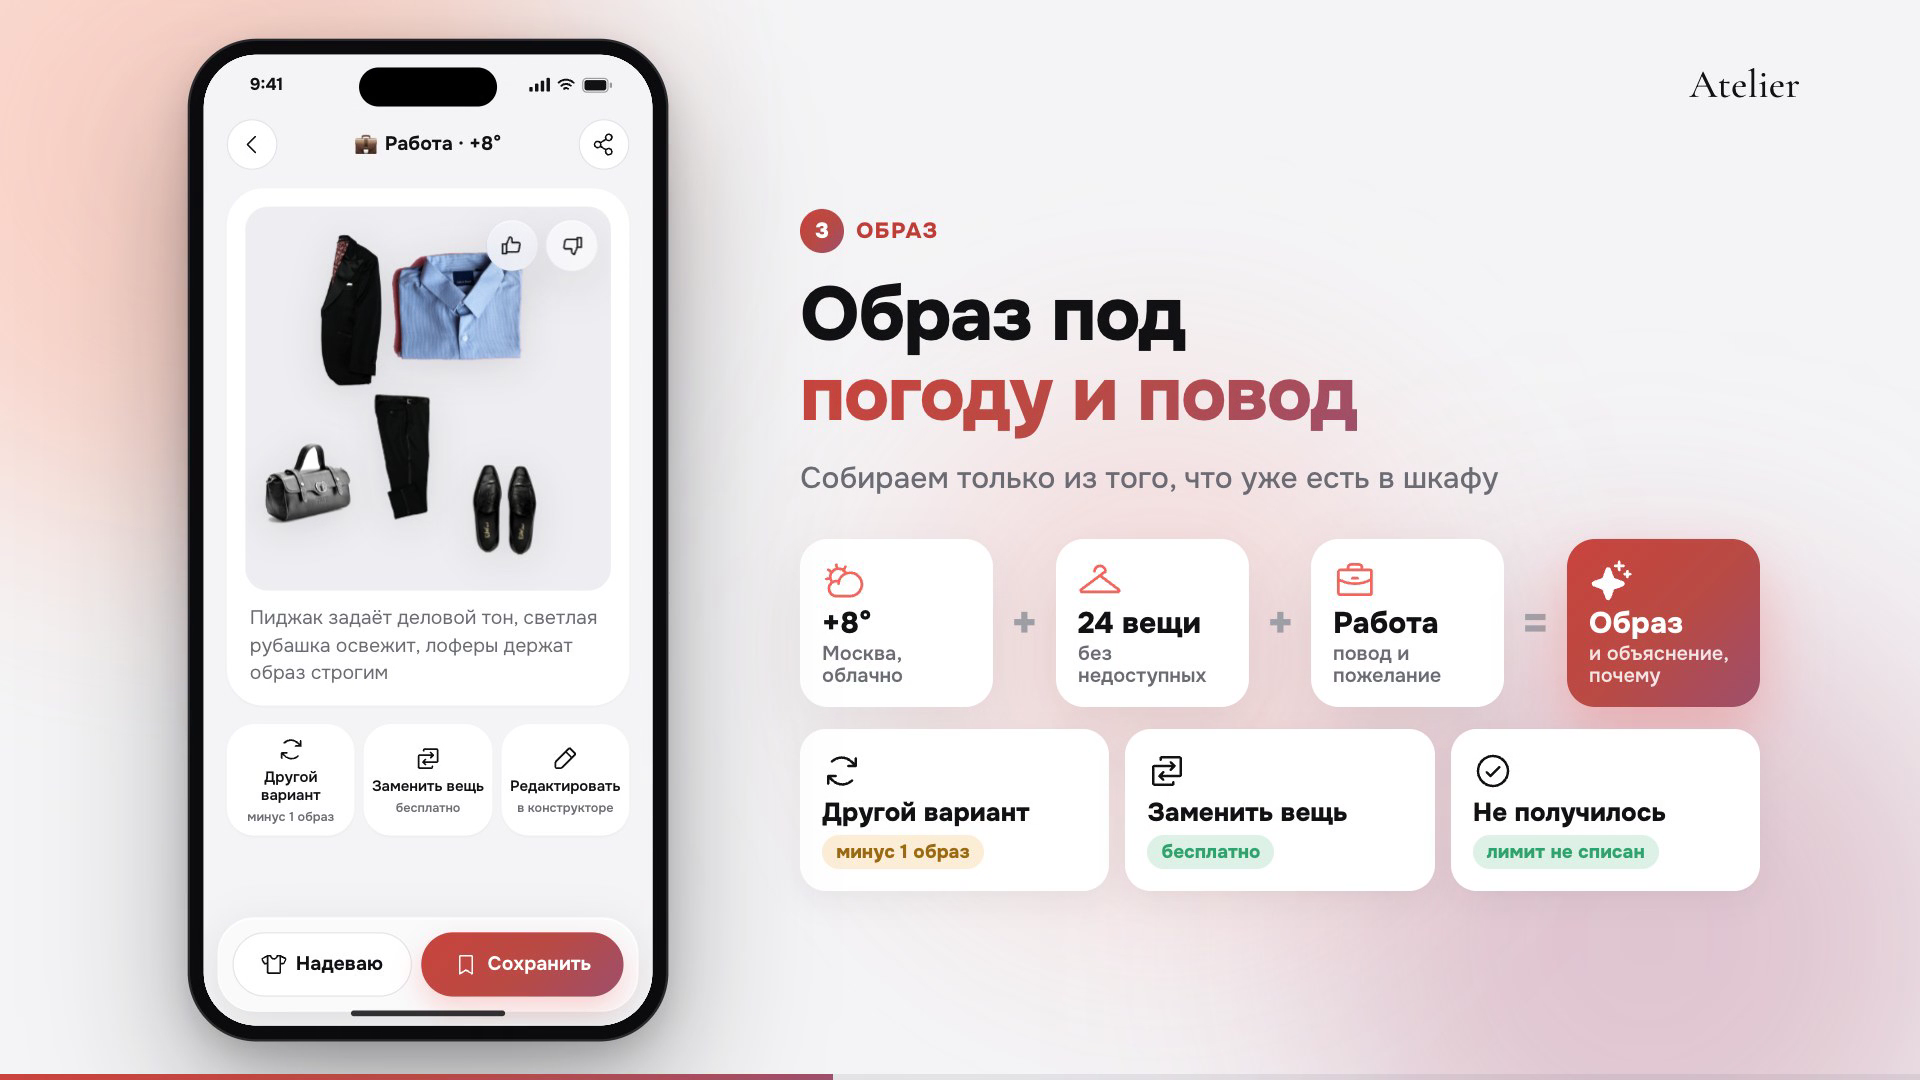 9:41
Работа · +8°
Пиджак задаёт деловой тон, светлая
рубашка освежит, лоферы держат
образ строгим
Другой
вариант
минус 1 образ
Заменить вещь
бесплатно
Редактировать
в конструкторе
Надеваю
Сохранить
Atelier
3 ОБРАЗ
Образ под
погоду и повод
Собираем только из того, что уже есть в шкафу
+8°
Москва,
облачно
+
24 вещи
без
недоступных
+
Работа
повод и
пожелание
=
Образ
и объяснение,
почему
Другой вариант
минус 1 образ
Заменить вещь
бесплатно
Не получилось
лимит не списан